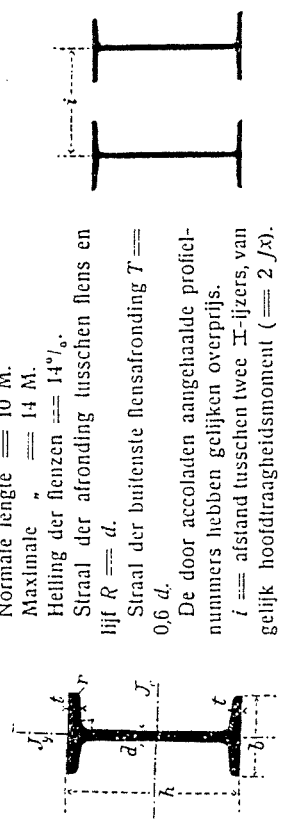 Normale lengte = 10 M.
Maximale „ = 14 M.
Helling der flenzen = 14%.
Straal der afronding tusschen flens en
lijf R = d.
Straal der buitenste flensafronding T =
0,6 d.
De door accoladen aangehaalde profiel-
nummers hebben gelijken overprijs.
i = afstand tusschen twee I-ijzers, van
gelijk hoofdtraagheidsmoment (= 2 Jx).
Jy
t
r
J
d
h
t
b
i